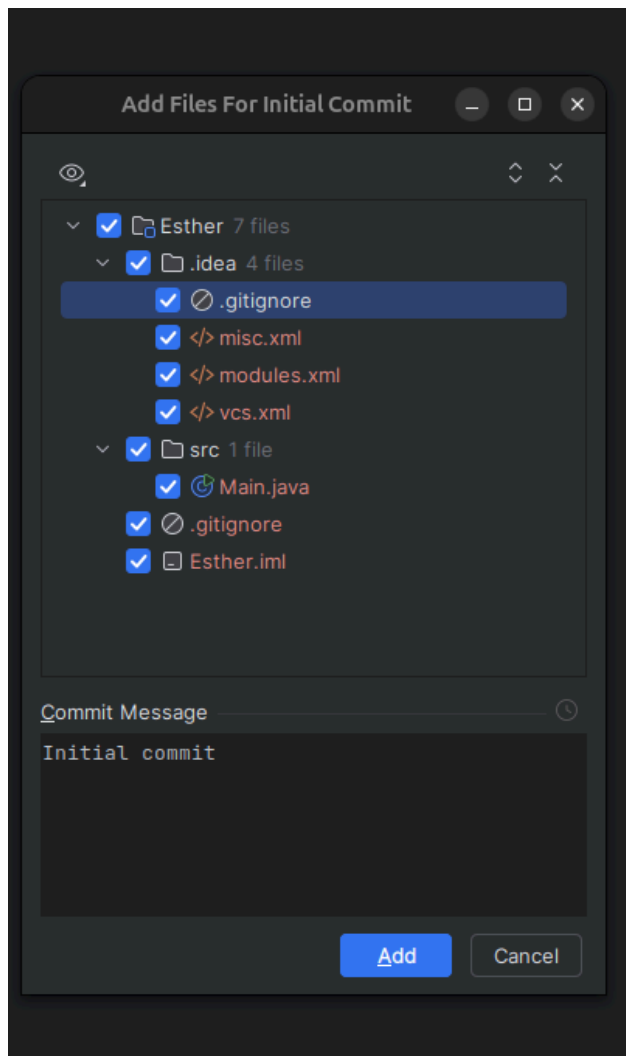 Add Files For Initial Commit
Esther 7 files
.idea 4 files
.gitignore
misc.xml
modules.xml
vcs.xml
src 1 file
Main.java
.gitignore
Esther.iml
Commit Message
Initial commit
Add
Cancel